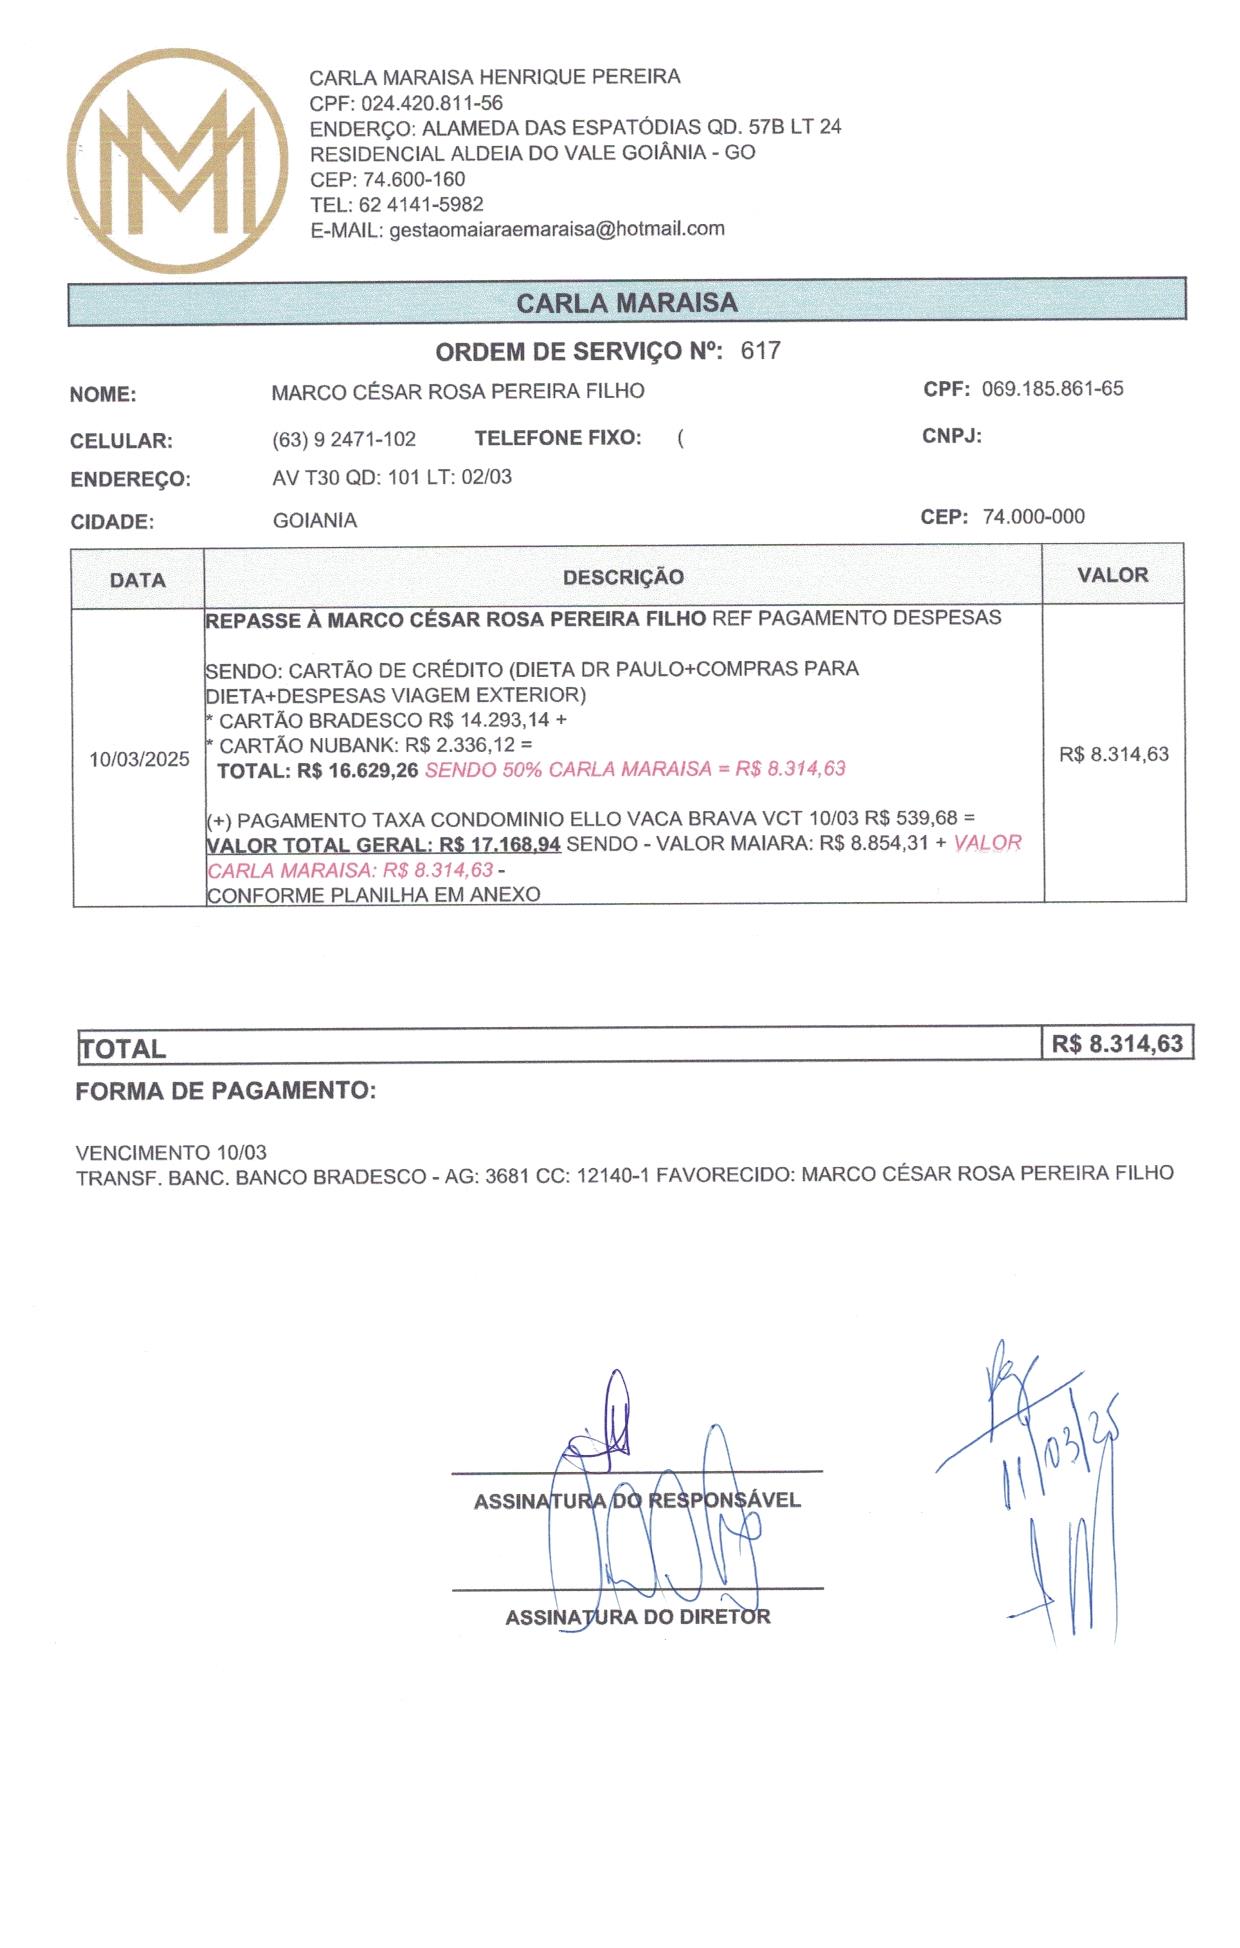 MM
CARLA MARAISA HENRIQUE PEREIRA
CPF: 024.420.811-56
ENDERÇO: ALAMEDA DAS ESPATÓDIAS QD. 57B LT 24
RESIDENCIAL ALDEIA DO VALE GOIÂNIA - GO
CEP: 74.600-160
TEL: 62 4141-5982
E-MAIL: gestaomaiaraemaraisa@hotmail.com
CARLA MARAISA
ORDEM DE SERVIÇO Nº: 617
NOME: MARCO CÉSAR ROSA PEREIRA FILHO CPF: 069.185.861-65
CELULAR: (63) 9 2471-102 TELEFONE FIXO: ( CNPJ:
ENDEREÇO: AV T30 QD: 101 LT: 02/03
CIDADE: GOIANIA CEP: 74.000-000
DATA DESCRIÇÃO VALOR
REPASSE À MARCO CÉSAR ROSA PEREIRA FILHO REF PAGAMENTO DESPESAS
SENDO: CARTÃO DE CRÉDITO (DIETA DR PAULO+COMPRAS PARA
DIETA+DESPESAS VIAGEM EXTERIOR)
* CARTÃO BRADESCO R$ 14.293,14 +
* CARTÃO NUBANK: R$ 2.336,12 =
10/03/2025 R$ 8.314,63
TOTAL: R$ 16.629,26 SENDO 50% CARLA MARAISA = R$ 8.314,63
(+) PAGAMENTO TAXA CONDOMINIO ELLO VACA BRAVA VCT 10/03 R$ 539,68 =
VALOR TOTAL GERAL: R$ 17.168,94 SENDO - VALOR MAIARA: R$ 8.854,31 + VALOR
CARLA MARAISA: R$ 8.314,63 -
CONFORME PLANILHA EM ANEXO
TOTAL R$ 8.314,63
FORMA DE PAGAMENTO:
VENCIMENTO 10/03
TRANSF. BANC. BANCO BRADESCO - AG: 3681 CC: 12140-1 FAVORECIDO: MARCO CÉSAR ROSA PEREIRA FILHO
Pg
11/03/25
ASSINATURA DO RESPONSÁVEL
ASSINATURA DO DIRETOR